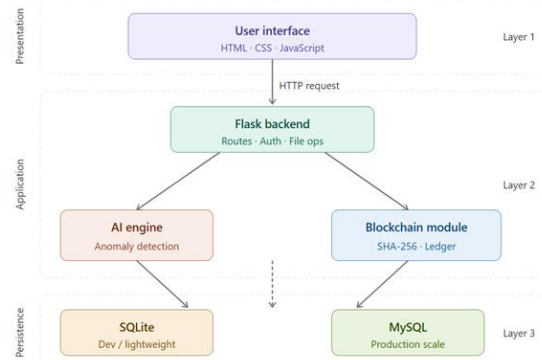 Presentation
User interface
HTML · CSS · JavaScript
Layer 1
HTTP request
Application
Flask backend
Routes · Auth · File ops
Layer 2
AI engine
Anomaly detection
Blockchain module
SHA-256 · Ledger
Persistence
SQLite
Dev / lightweight
MySQL
Production scale
Layer 3